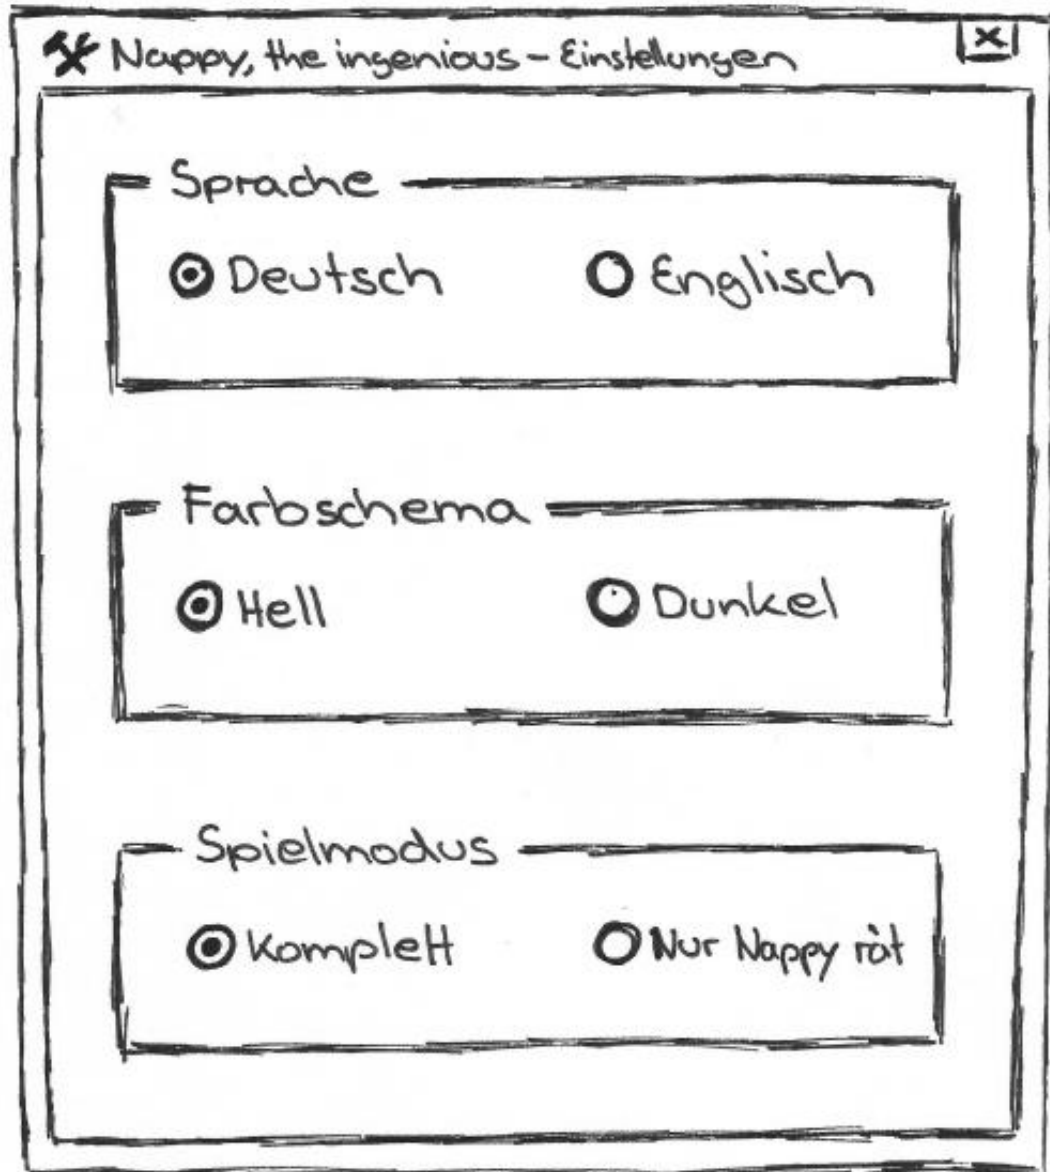 Nappy, the ingenious - Einstellungen
Sprache
Deutsch Englisch
Farbschema
Hell Dunkel
Spielmodus
Komplett Nur Nappy rät